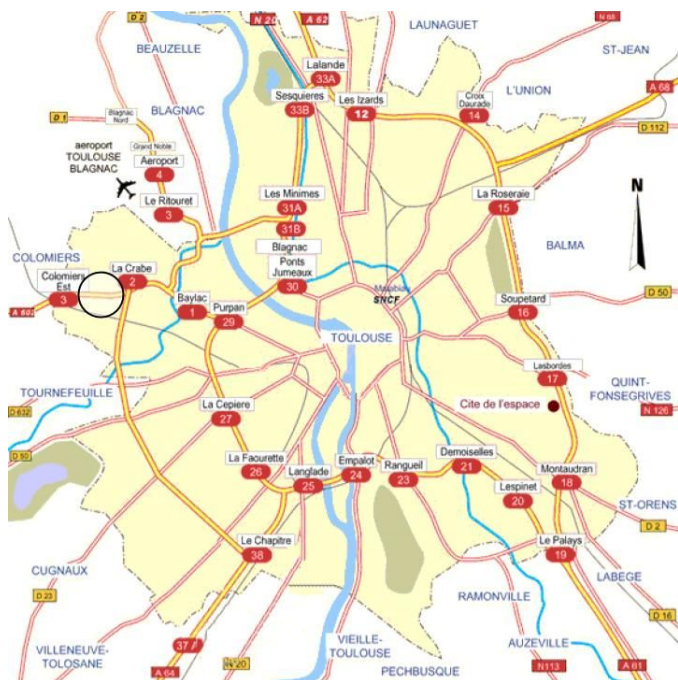 D 2
N 20
A 62
LAUNAGUET
N 88
BEAUZELLE
ST-JEAN
Lalande
33A
Sesquieres
33B
Les Izards
12
Croix
Daurade
14
L'UNION
A 68
BLAGNAC
Blagnac
Nord
D 1
D 112
aeroport
TOULOUSE
BLAGNAC
Grand Noble
Aeroport
4
Le Ritouret
3
Les Minimes
31A
31B
La Roseraie
15
N
BALMA
COLOMIERS
Colomiers
Est
3
La Crabe
2
Blagnac
Ponts
Jumeaux
30
Matabiau
SNCF
D 50
Baylac
1
Purpan
29
Soupetard
16
TOULOUSE
Lasbordes
17
TOURNEFEUILLE
QUINT-
FONSEGRIVES
D 632
La Cepiere
27
Cite de l'espace
N 126
D 50
La Faourette
26
Langlade
25
Empalot
24
Rangueil
23
Demoiselles
21
Lespinet
20
Montaudran
18
ST-ORENS
D 2
Le Chapitre
38
Le Palays
19
CUGNAUX
LABEGE
D 23
RAMONVILLE
D 16
VILLENEUVE-
TOLOSANE
37 A
A 64
N 20
VIEILLE-
TOULOUSE
AUZEVILLE
PECHBUSQUE
N113
A 61